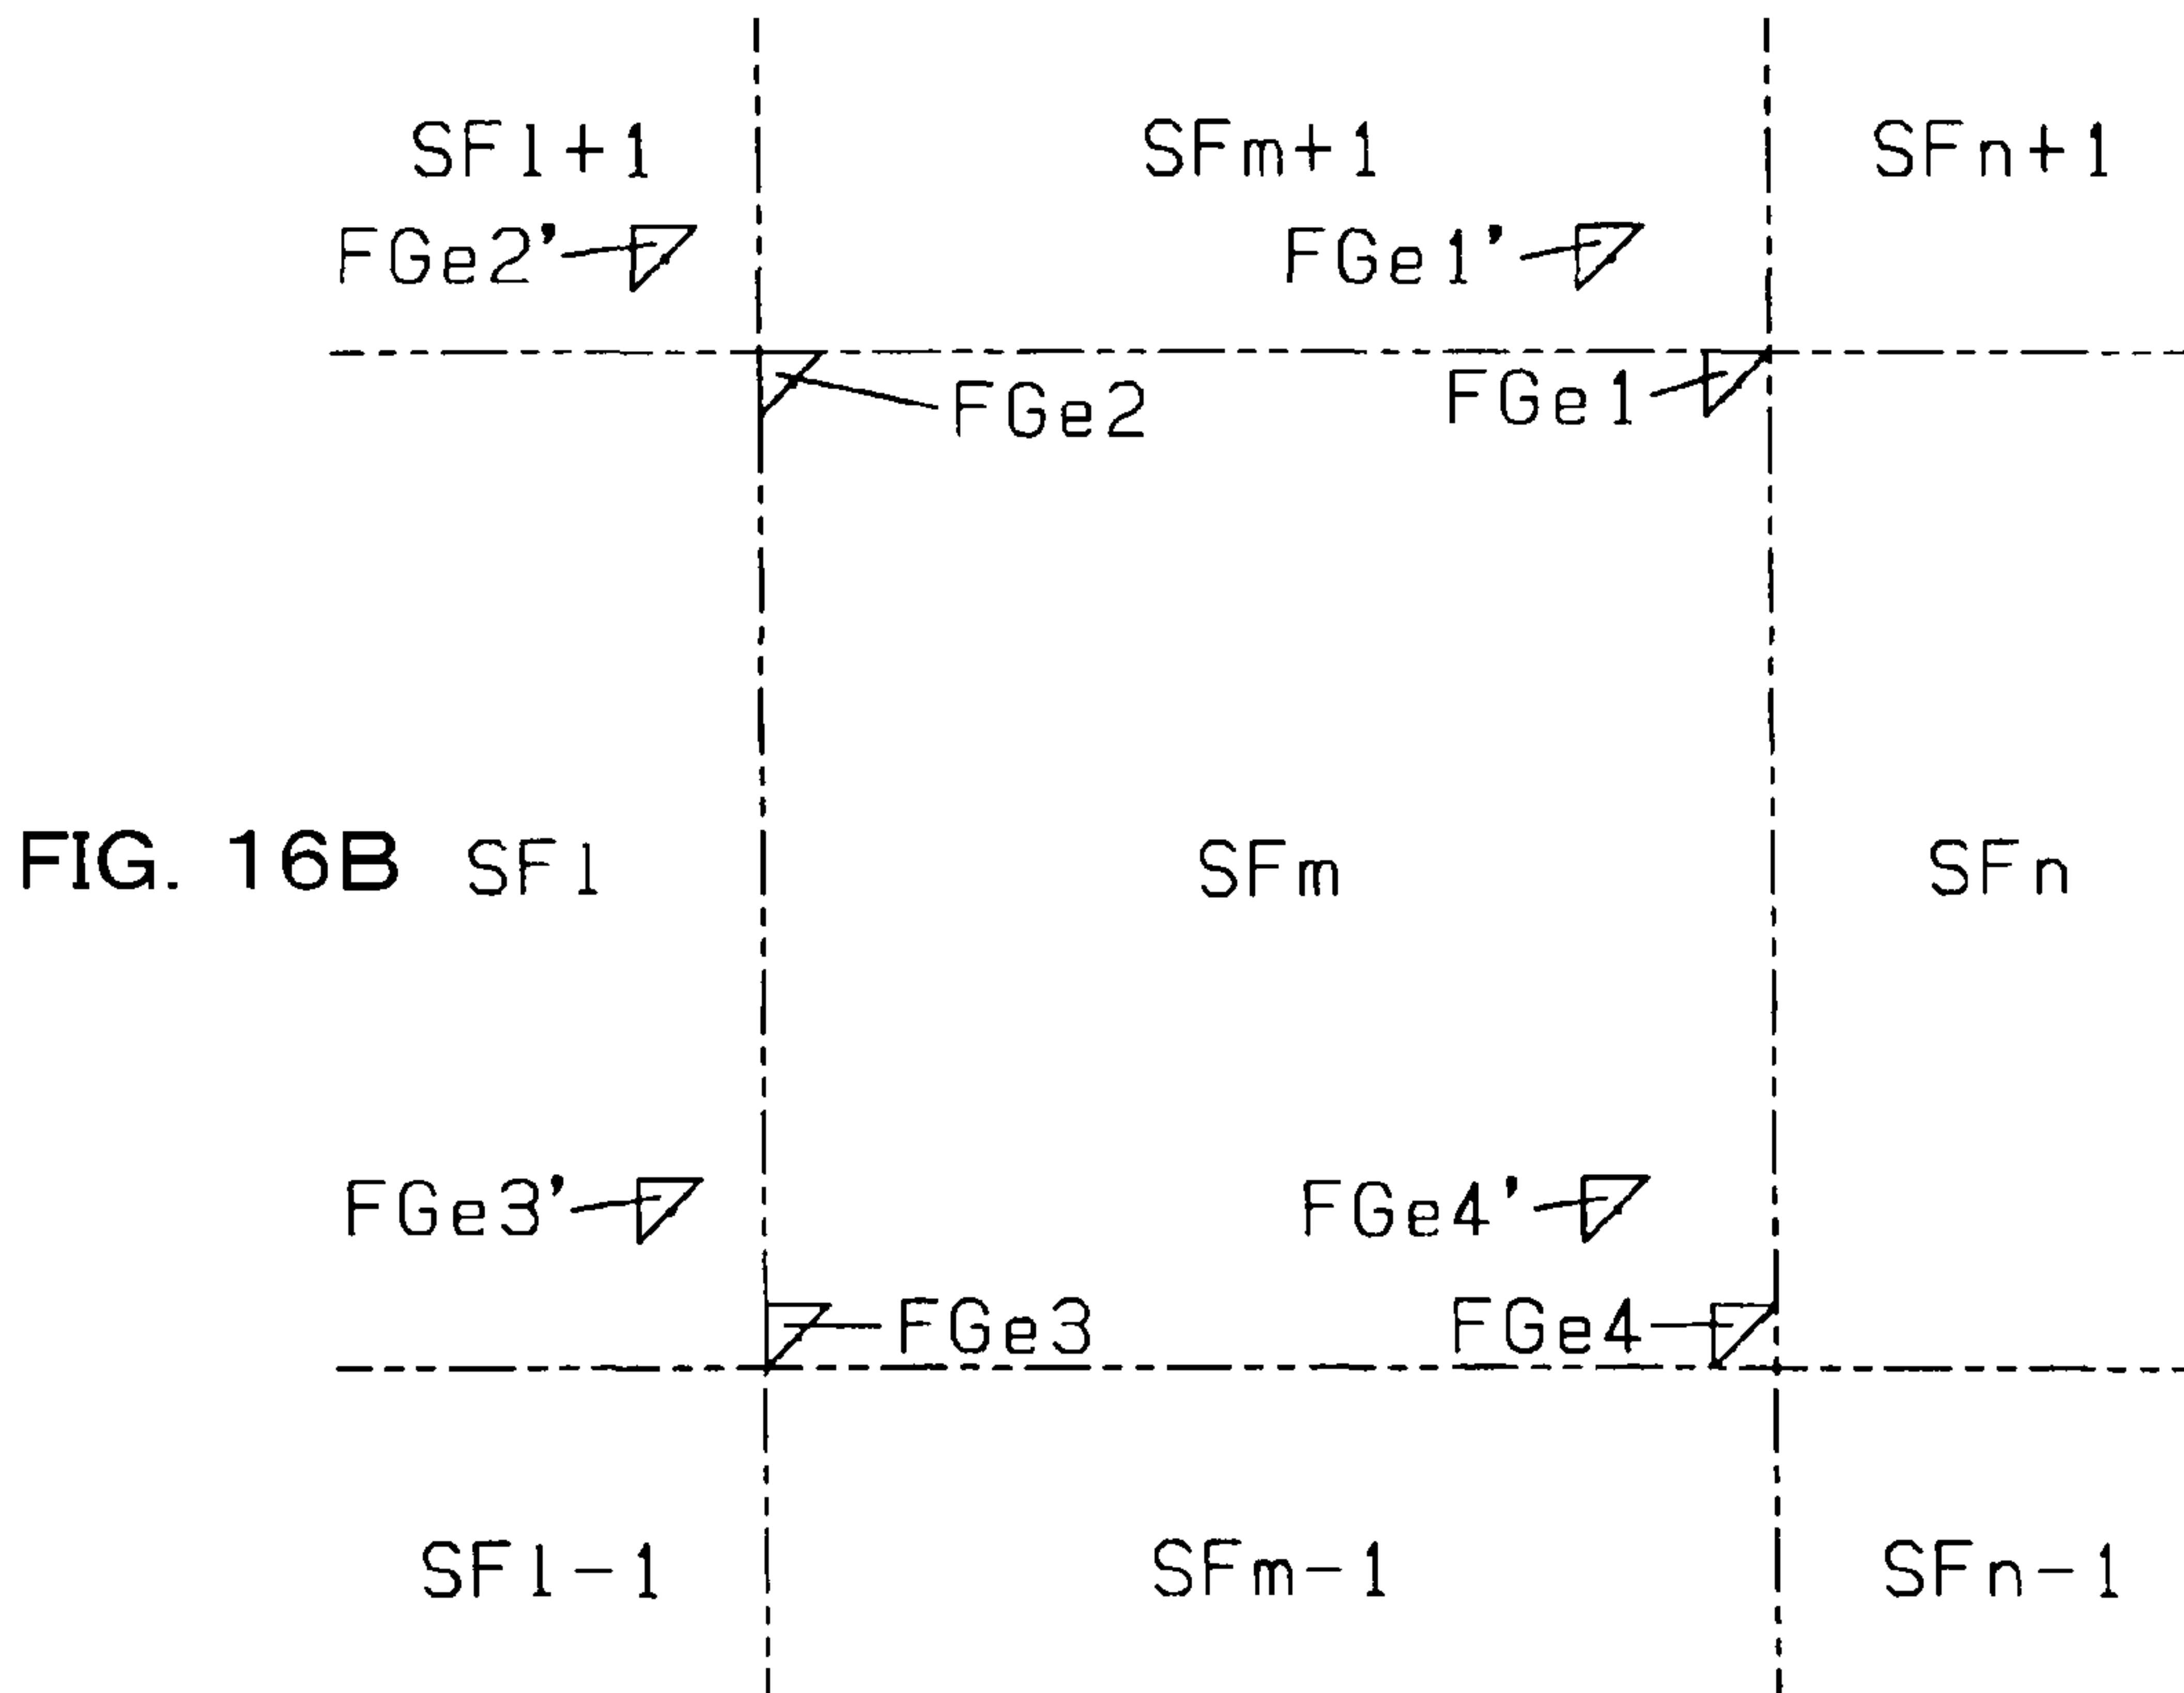 SFl+1 SFm+1 SFn+1
FGe2' FGe1'
FGe2 FGe1
FIG. 16B SFl SFm SFn
FGe3' FGe4'
FGe3 FGe4
SFl-1 SFm-1 SFn-1